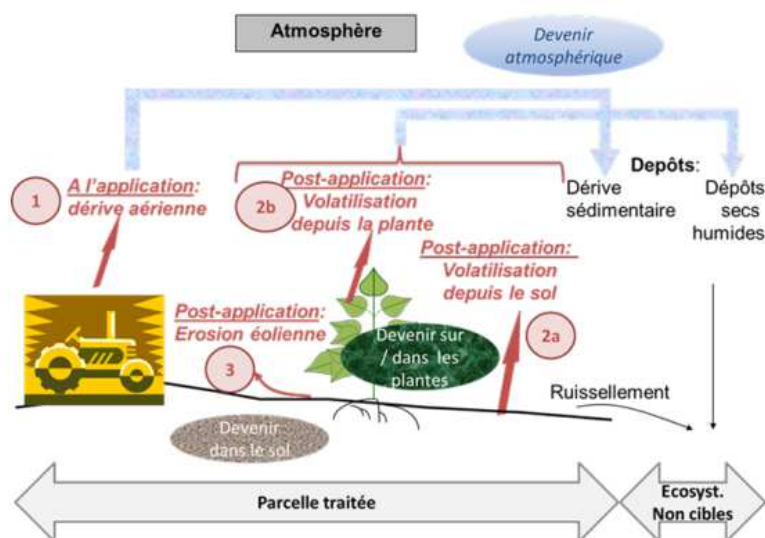 Atmosphère
Devenir
atmosphérique
1
A l'application:
dérive aérienne
2b
Post-application:
Volatilisation
depuis la plante
Depôts:
Dérive
sédimentaire
Dépôts
secs
humides
Post-application:
Volatilisation
depuis le sol
2a
Post-application:
Erosion éolienne
3
Devenir sur
/ dans les
plantes
Devenir
dans le sol
Ruissellement
Parcelle traitée
Ecosyst.
Non cibles